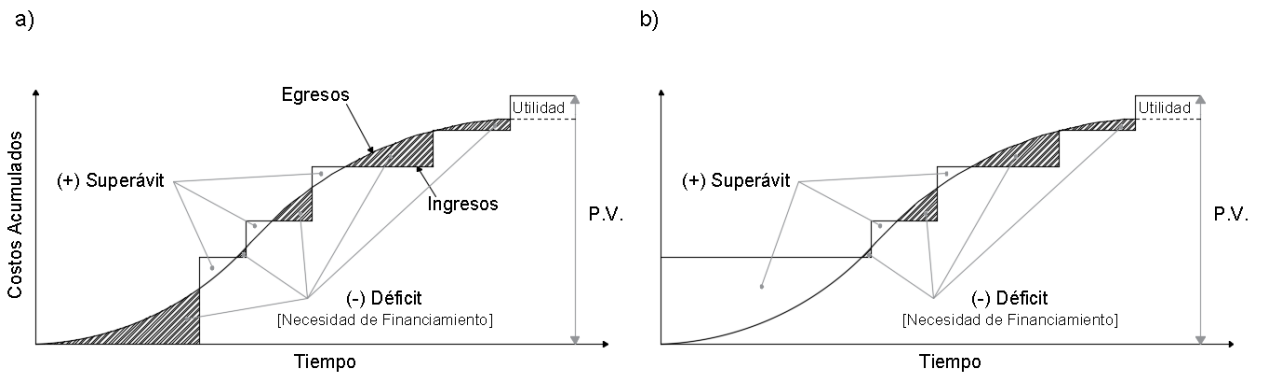 a)
Egresos
Utilidad
(+) Superávit
Ingresos
P.V.
Costos Acumulados
(-) Déficit
[Necesidad de Financiamiento]
Tiempo
b)
Utilidad
(+) Superávit
P.V.
(-) Déficit
[Necesidad de Financiamiento]
Tiempo